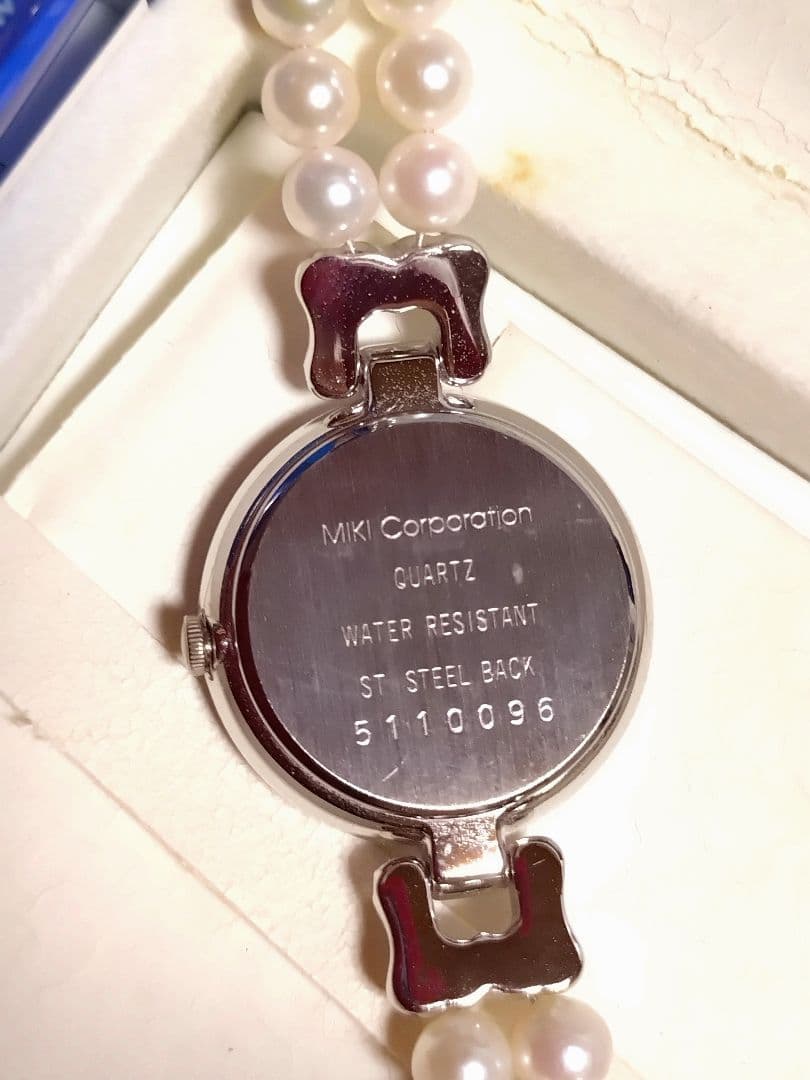 MIKI Corporation
QUARTZ
WATER RESISTANT
ST STEEL BACK
5110096